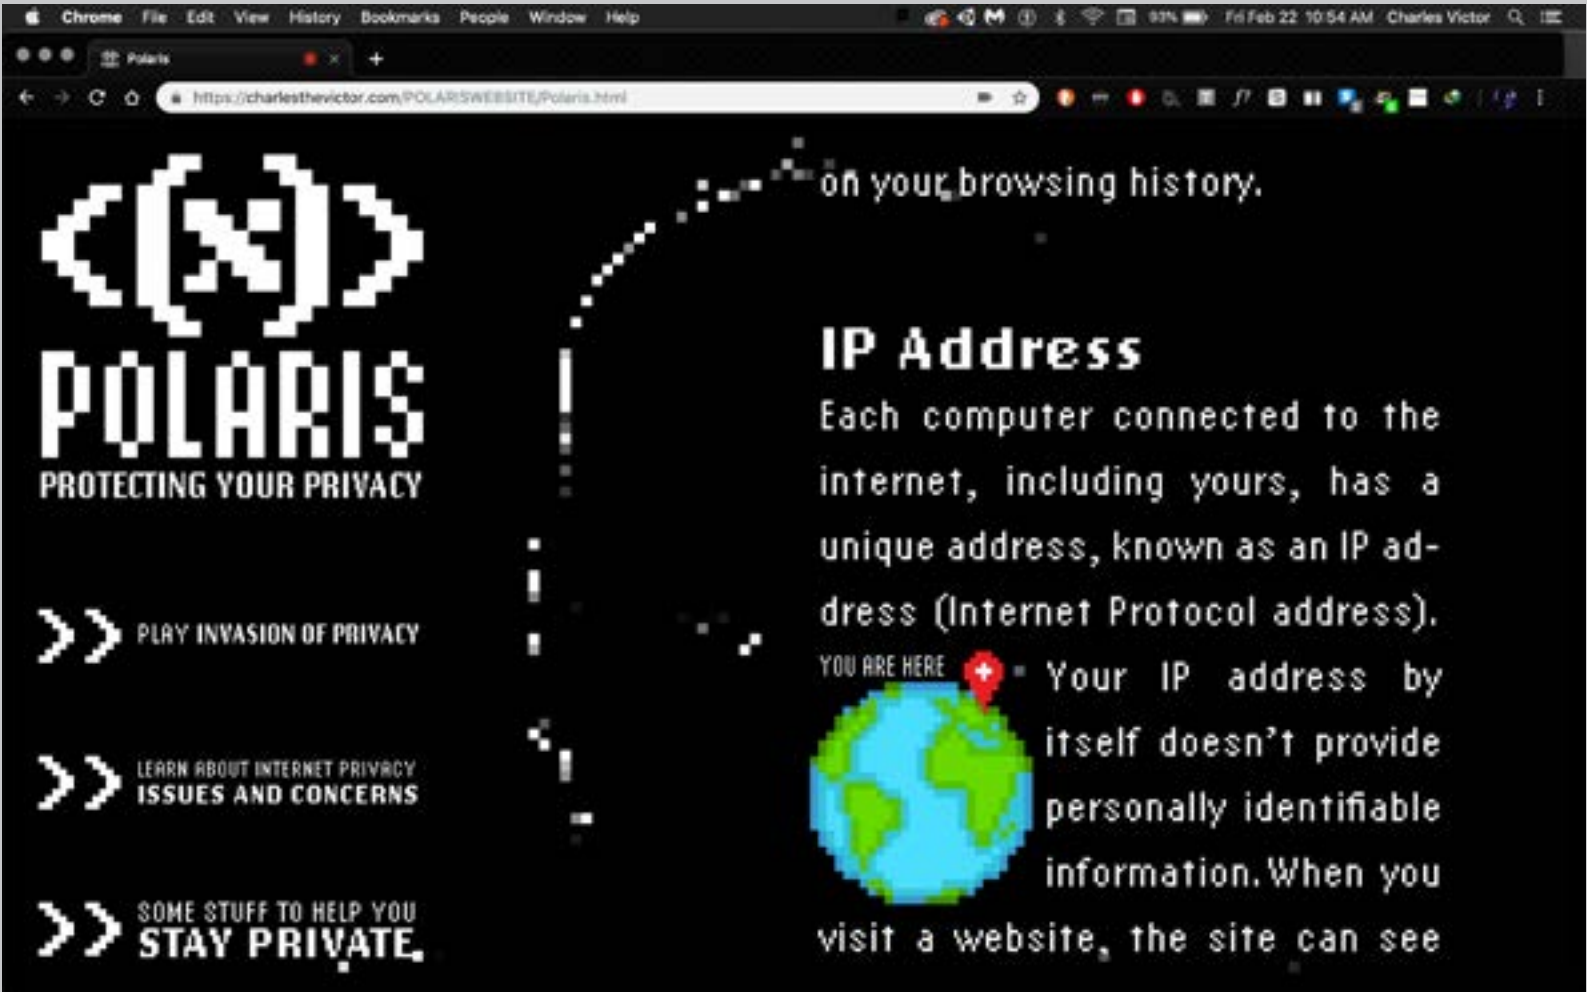 Chrome File Edit View History Bookmarks People Window Help
93% Fri Feb 22 10:54 AM Charles Victor
Polaris
https://charlesthevictor.com/POLARISWEBSITE/Polaris.html
<(x)>
POLARIS
PROTECTING YOUR PRIVACY
PLAY INVASION OF PRIVACY
LEARN ABOUT INTERNET PRIVACY
ISSUES AND CONCERNS
SOME STUFF TO HELP YOU
STAY PRIVATE.
on your browsing history.
IP Address
Each computer connected to the
internet, including yours, has a
unique address, known as an IP ad-
dress (Internet Protocol address).
YOU ARE HERE
Your IP address by
itself doesn't provide
personally identifiable
information. When you
visit a website, the site can see